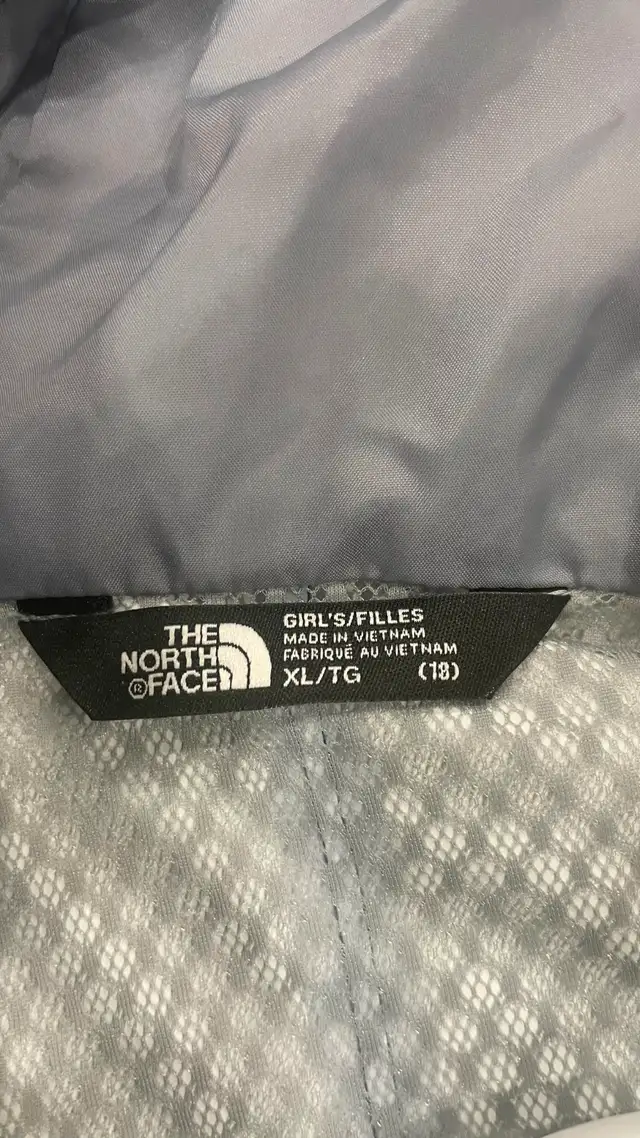 THE
NORTH
®FACE
GIRL'S/FILLES
MADE IN VIETNAM
FABRIQUÉ AU VIETNAM
XL/TG (18)